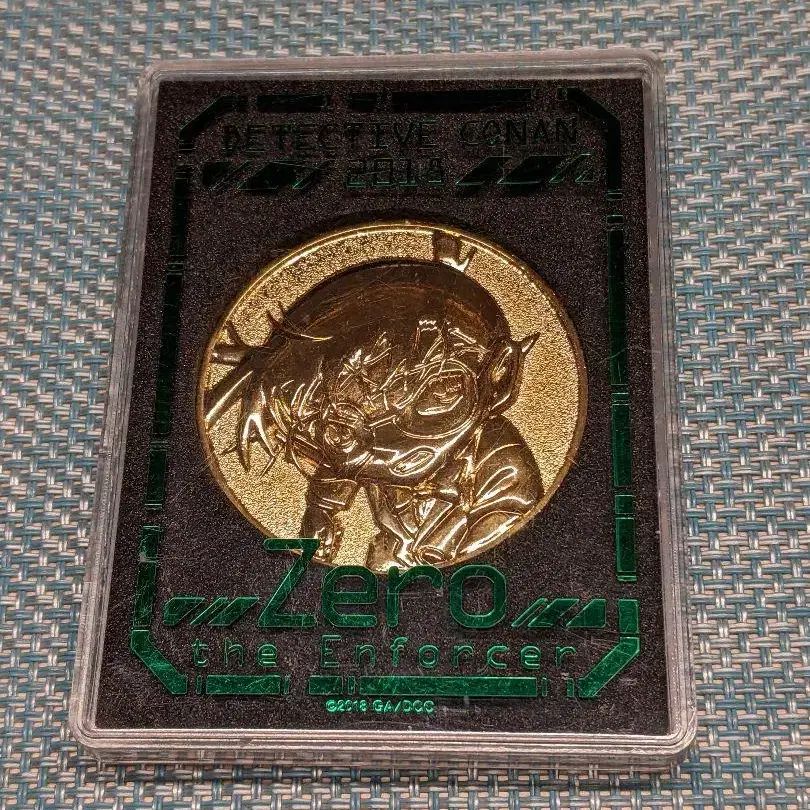 DETECTIVE CONAN
2018
Zero
the Enforcer
©2018 GA/DCC